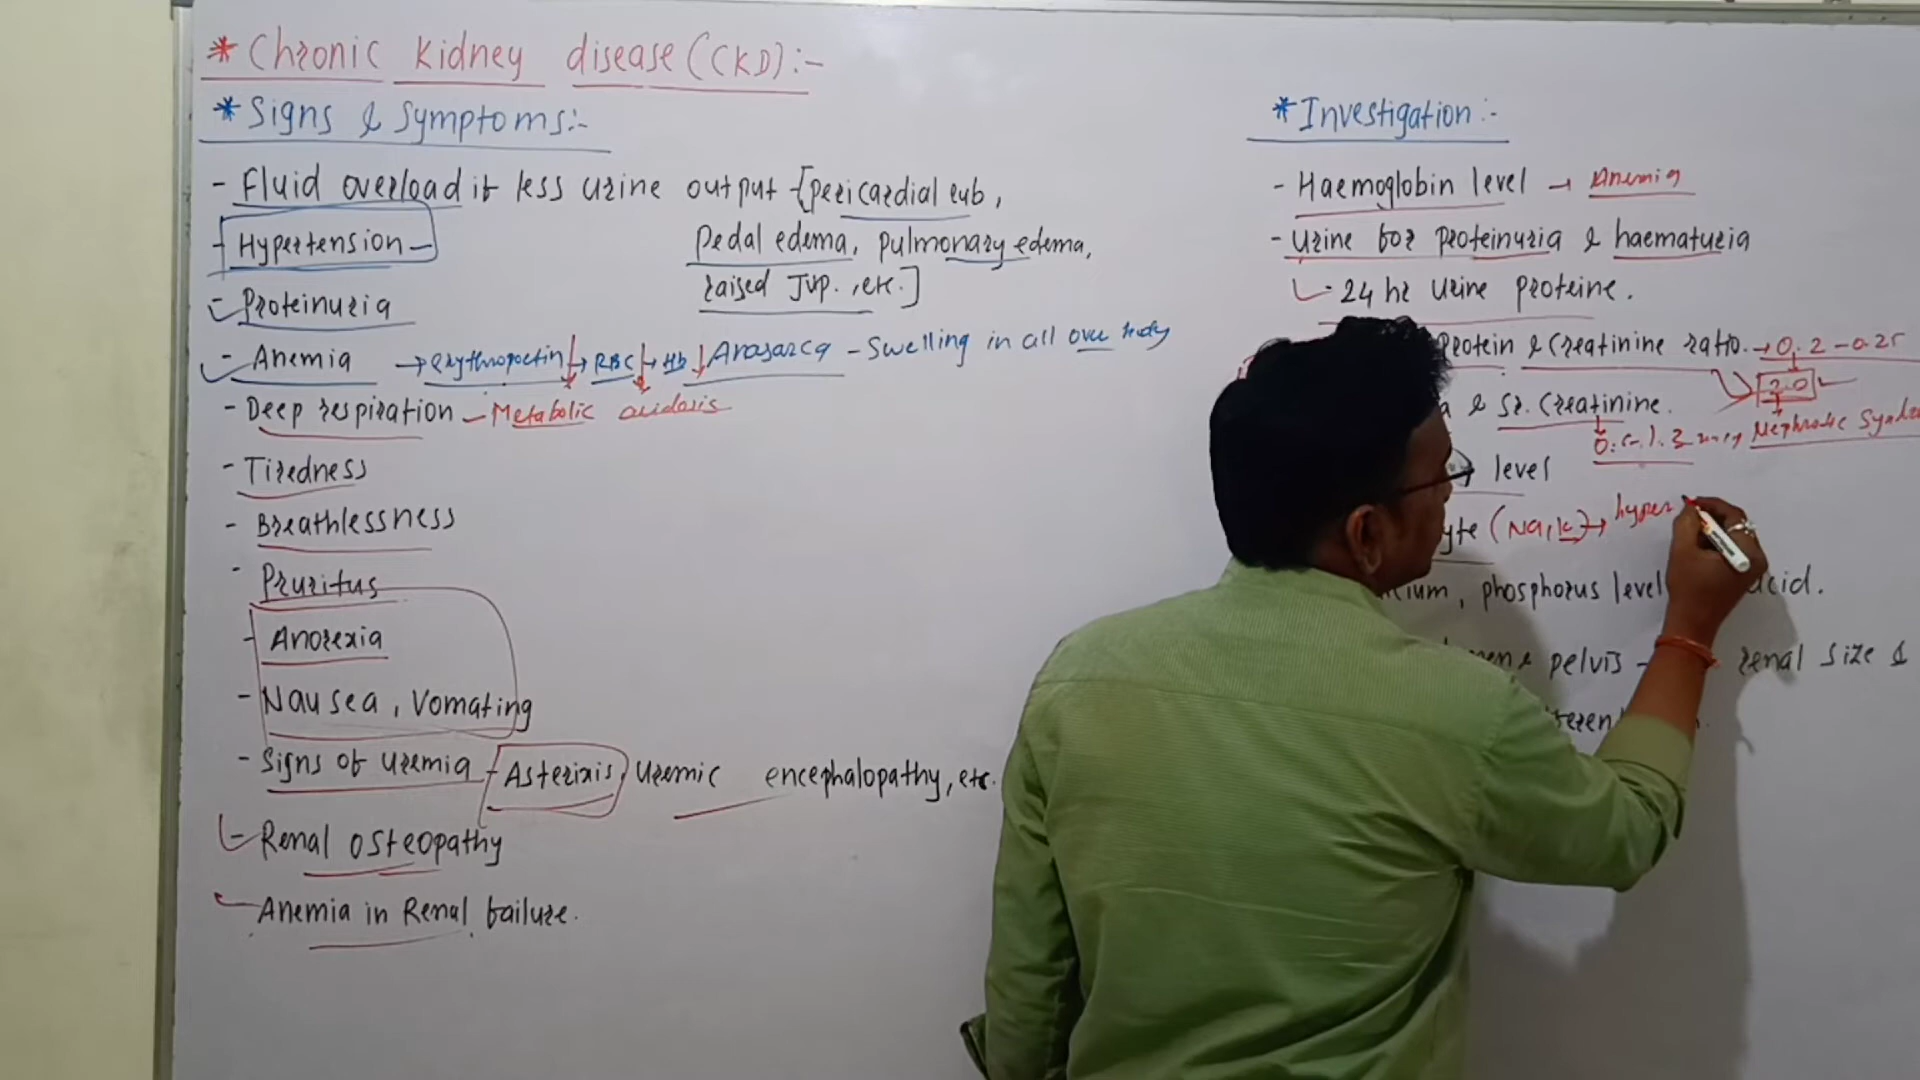 * Chronic kidney disease (CKD):-
* Signs & Symptoms:-
- Fluid overload if less urine output - [pericardial rub,
pedal edema, pulmonary edema,
raised JVP., etc.]
- Hypertension -
- Proteinuria
- Anemia → erythropoetin ↓ → RBC ↓ → Hb ↓ Anasarca - Swelling in all over body
- Deep respiration - Metabolic acidosis
- Tiredness
- Breathlessness
- Pruritus
- Anorexia
- Nausea, Vomating
- Signs of uremia - Asterixis, Uremic encephalopathy, etc.
- Renal osteopathy
- Anemia in Renal failure.
* Investigation :-
- Haemoglobin level → Anemia
- Urine for proteinuria & haematuria
- 24 hr urine proteine.
Protein & Creatinine ratio. → 0.2 - 0.25
2.0
& Sr. Creatinine.
Nephrotic
level
(Na, K) → hyper
phosphorus level acid.
pelvis - renal size &